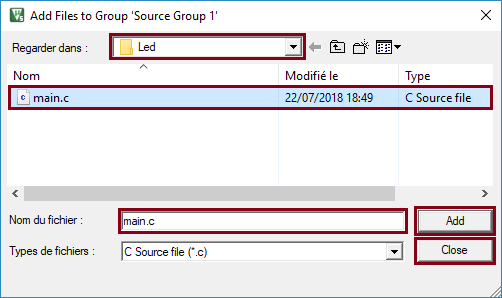 Add Files to Group 'Source Group 1'
Regarder dans : Led
Nom Modifié le Type
main.c 22/07/2018 18:49 C Source file
Nom du fichier : main.c Add
Types de fichiers : C Source file (*.c) Close